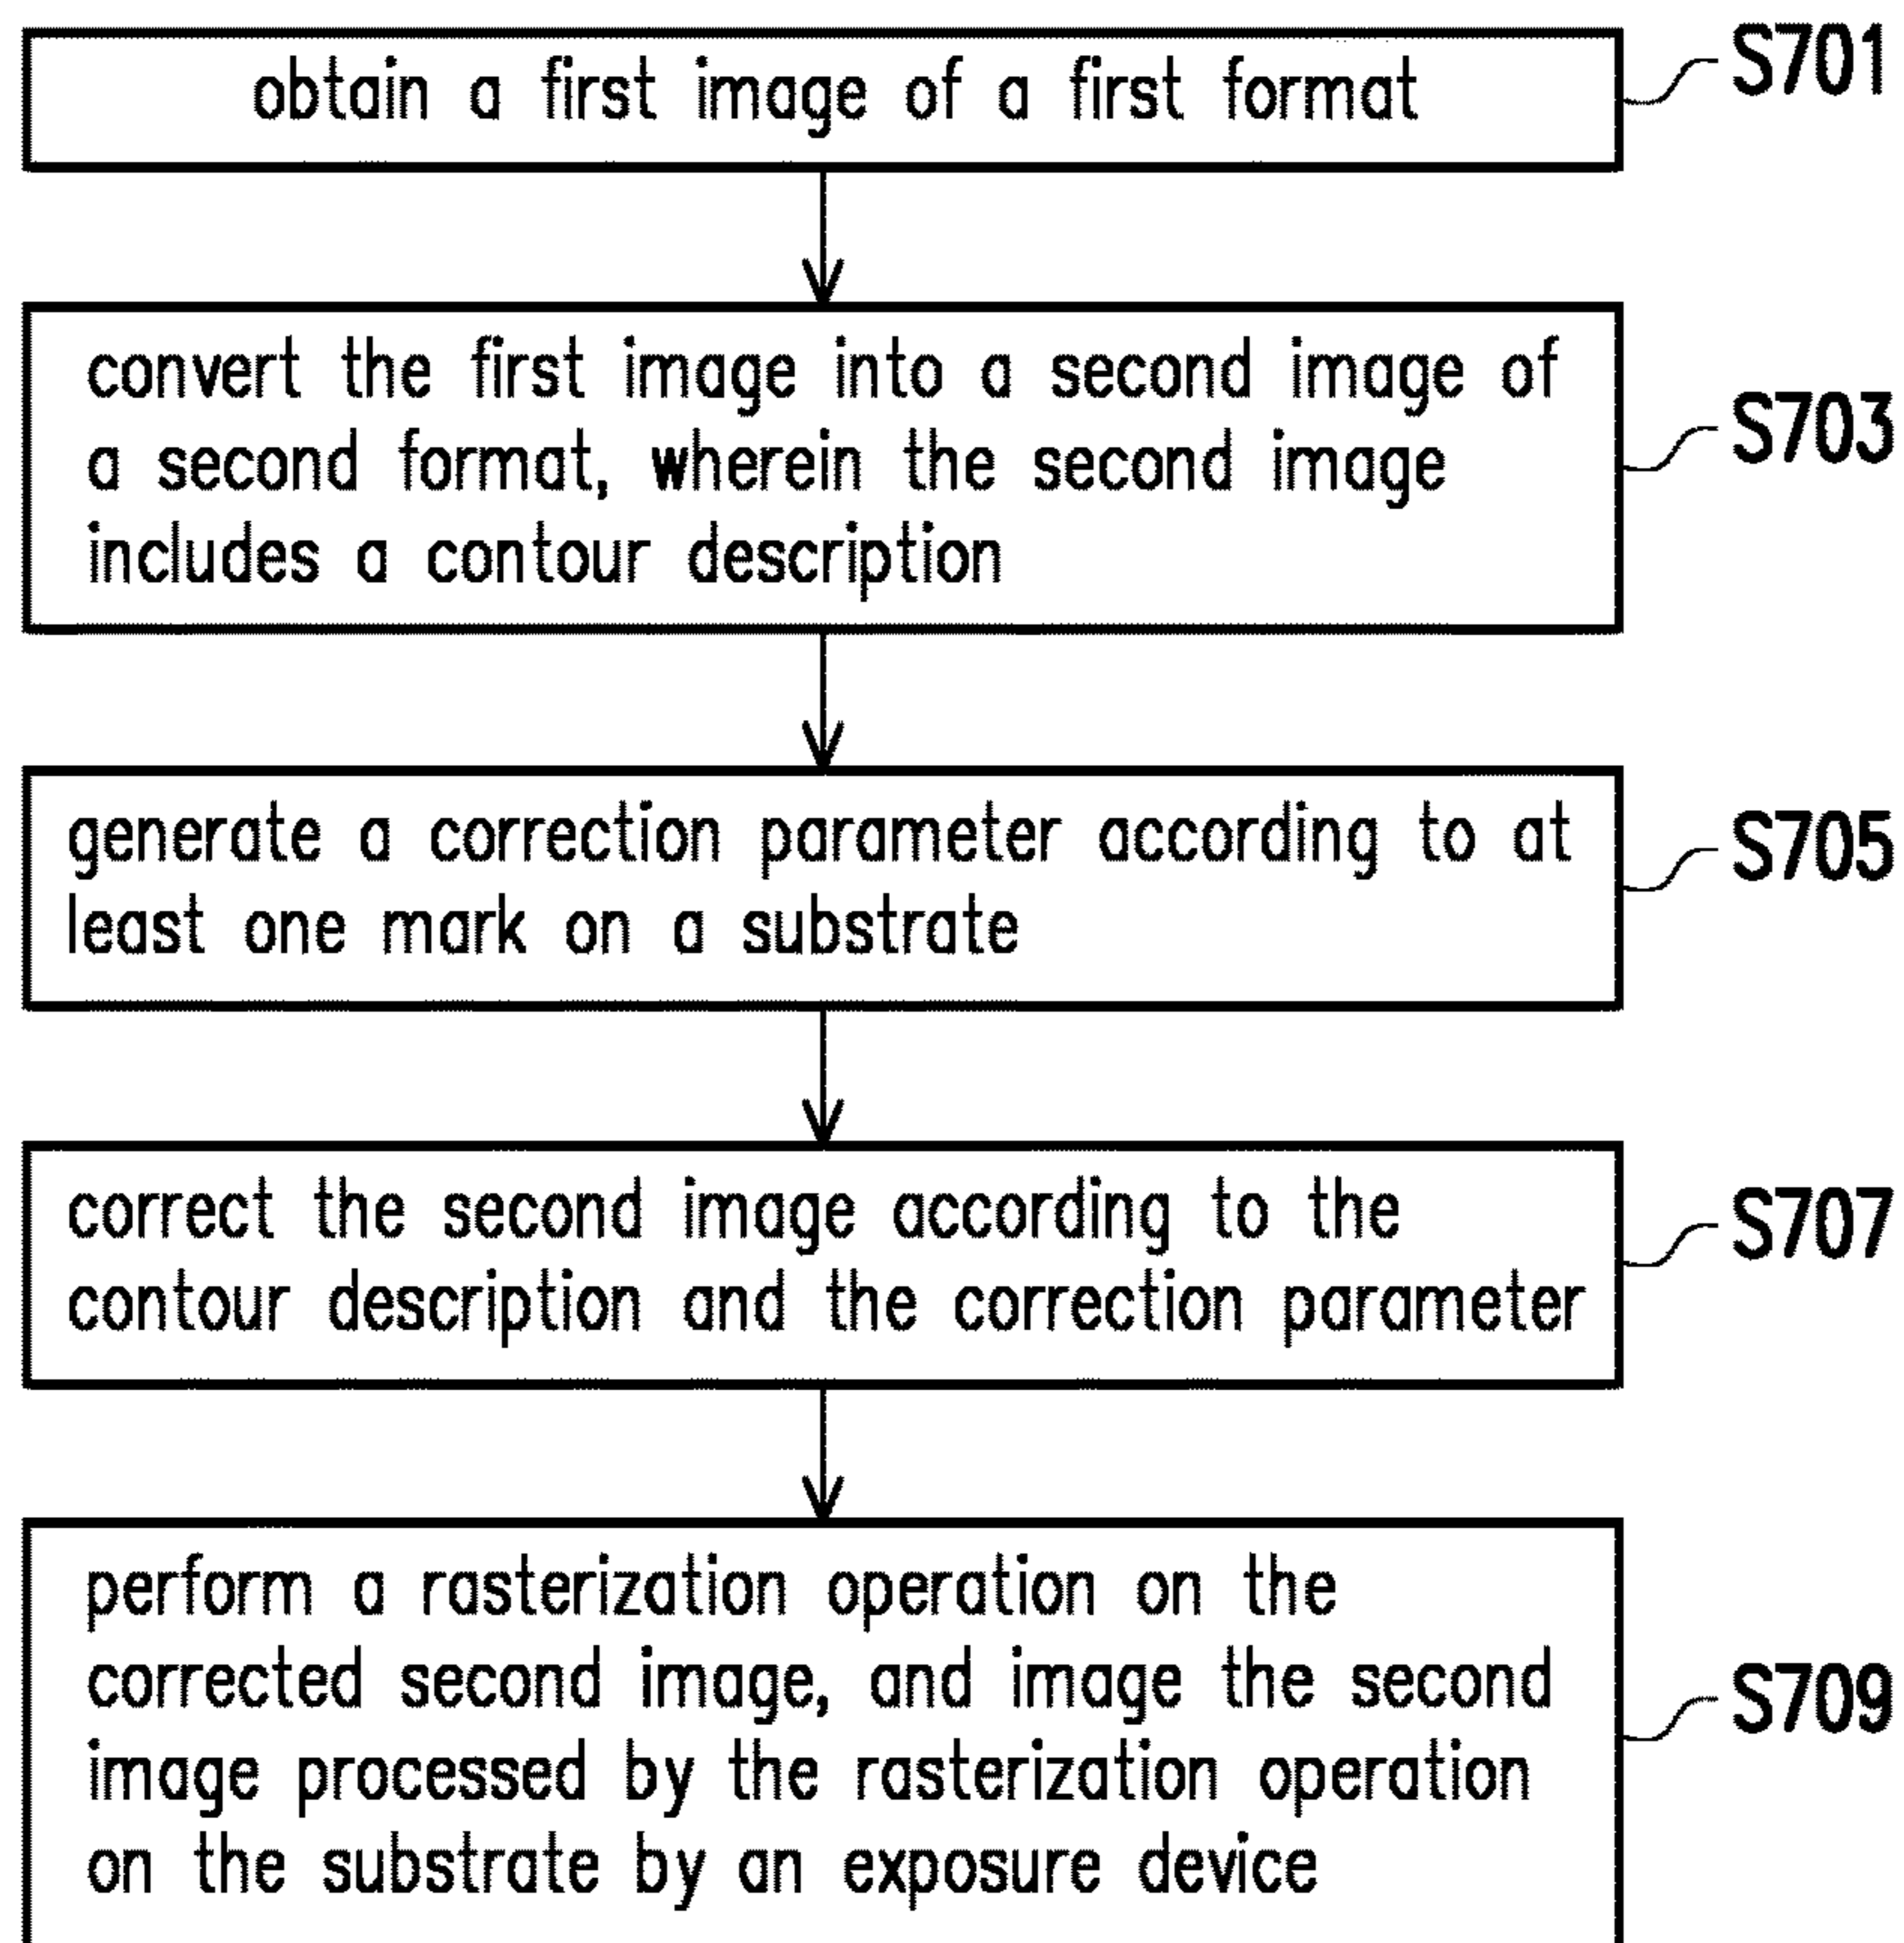 obtain a first image of a first format
S701
convert the first image into a second image of
a second format, wherein the second image
includes a contour description
S703
generate a correction parameter according to at
least one mark on a substrate
S705
correct the second image according to the
contour description and the correction parameter
S707
perform a rasterization operation on the
corrected second image, and image the second
image processed by the rasterization operation
on the substrate by an exposure device
S709